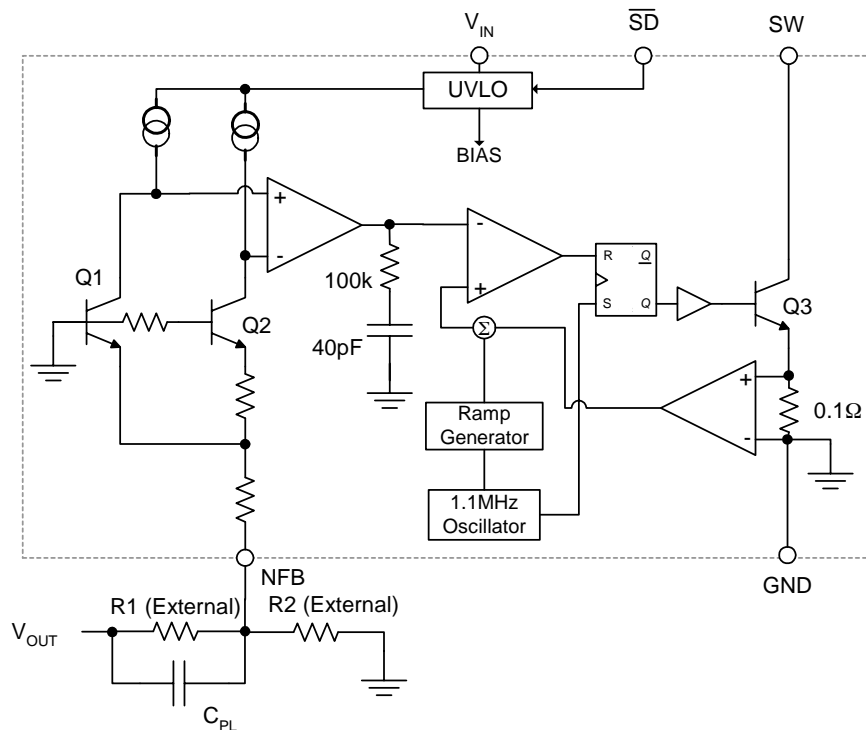 V_IN
SD
SW
UVLO
BIAS
+
-
-
+
R
Q
S
Q
Q1
Q2
100k
40pF
Σ
Q3
Ramp
Generator
+
-
0.1Ω
1.1MHz
Oscillator
NFB
GND
R1 (External)
R2 (External)
V_OUT
C_PL